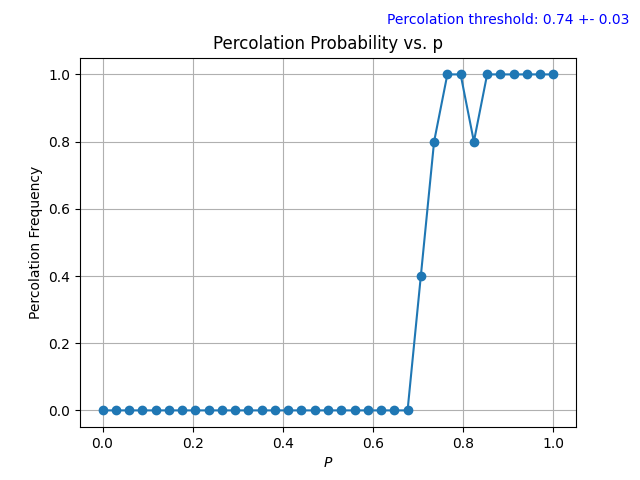 Percolation threshold: 0.74 +- 0.03
Percolation Probability vs. p
1.0
0.8
0.6
0.4
0.2
0.0
Percolation Frequency
0.0 0.2 0.4 0.6 0.8 1.0
P